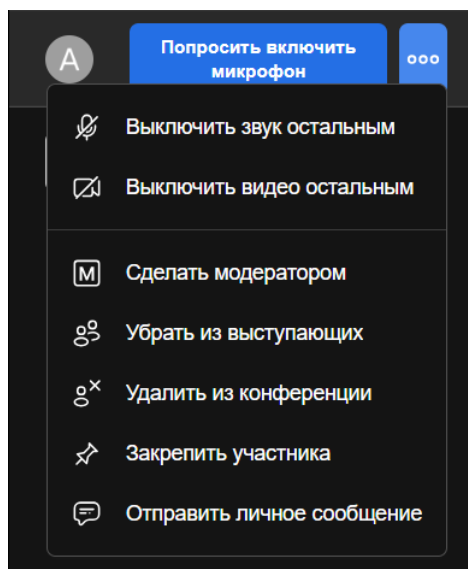 A
Попросить включить
микрофон
Выключить звук остальным
Выключить видео остальным
M
Сделать модератором
Убрать из выступающих
Удалить из конференции
Закрепить участника
Отправить личное сообщение